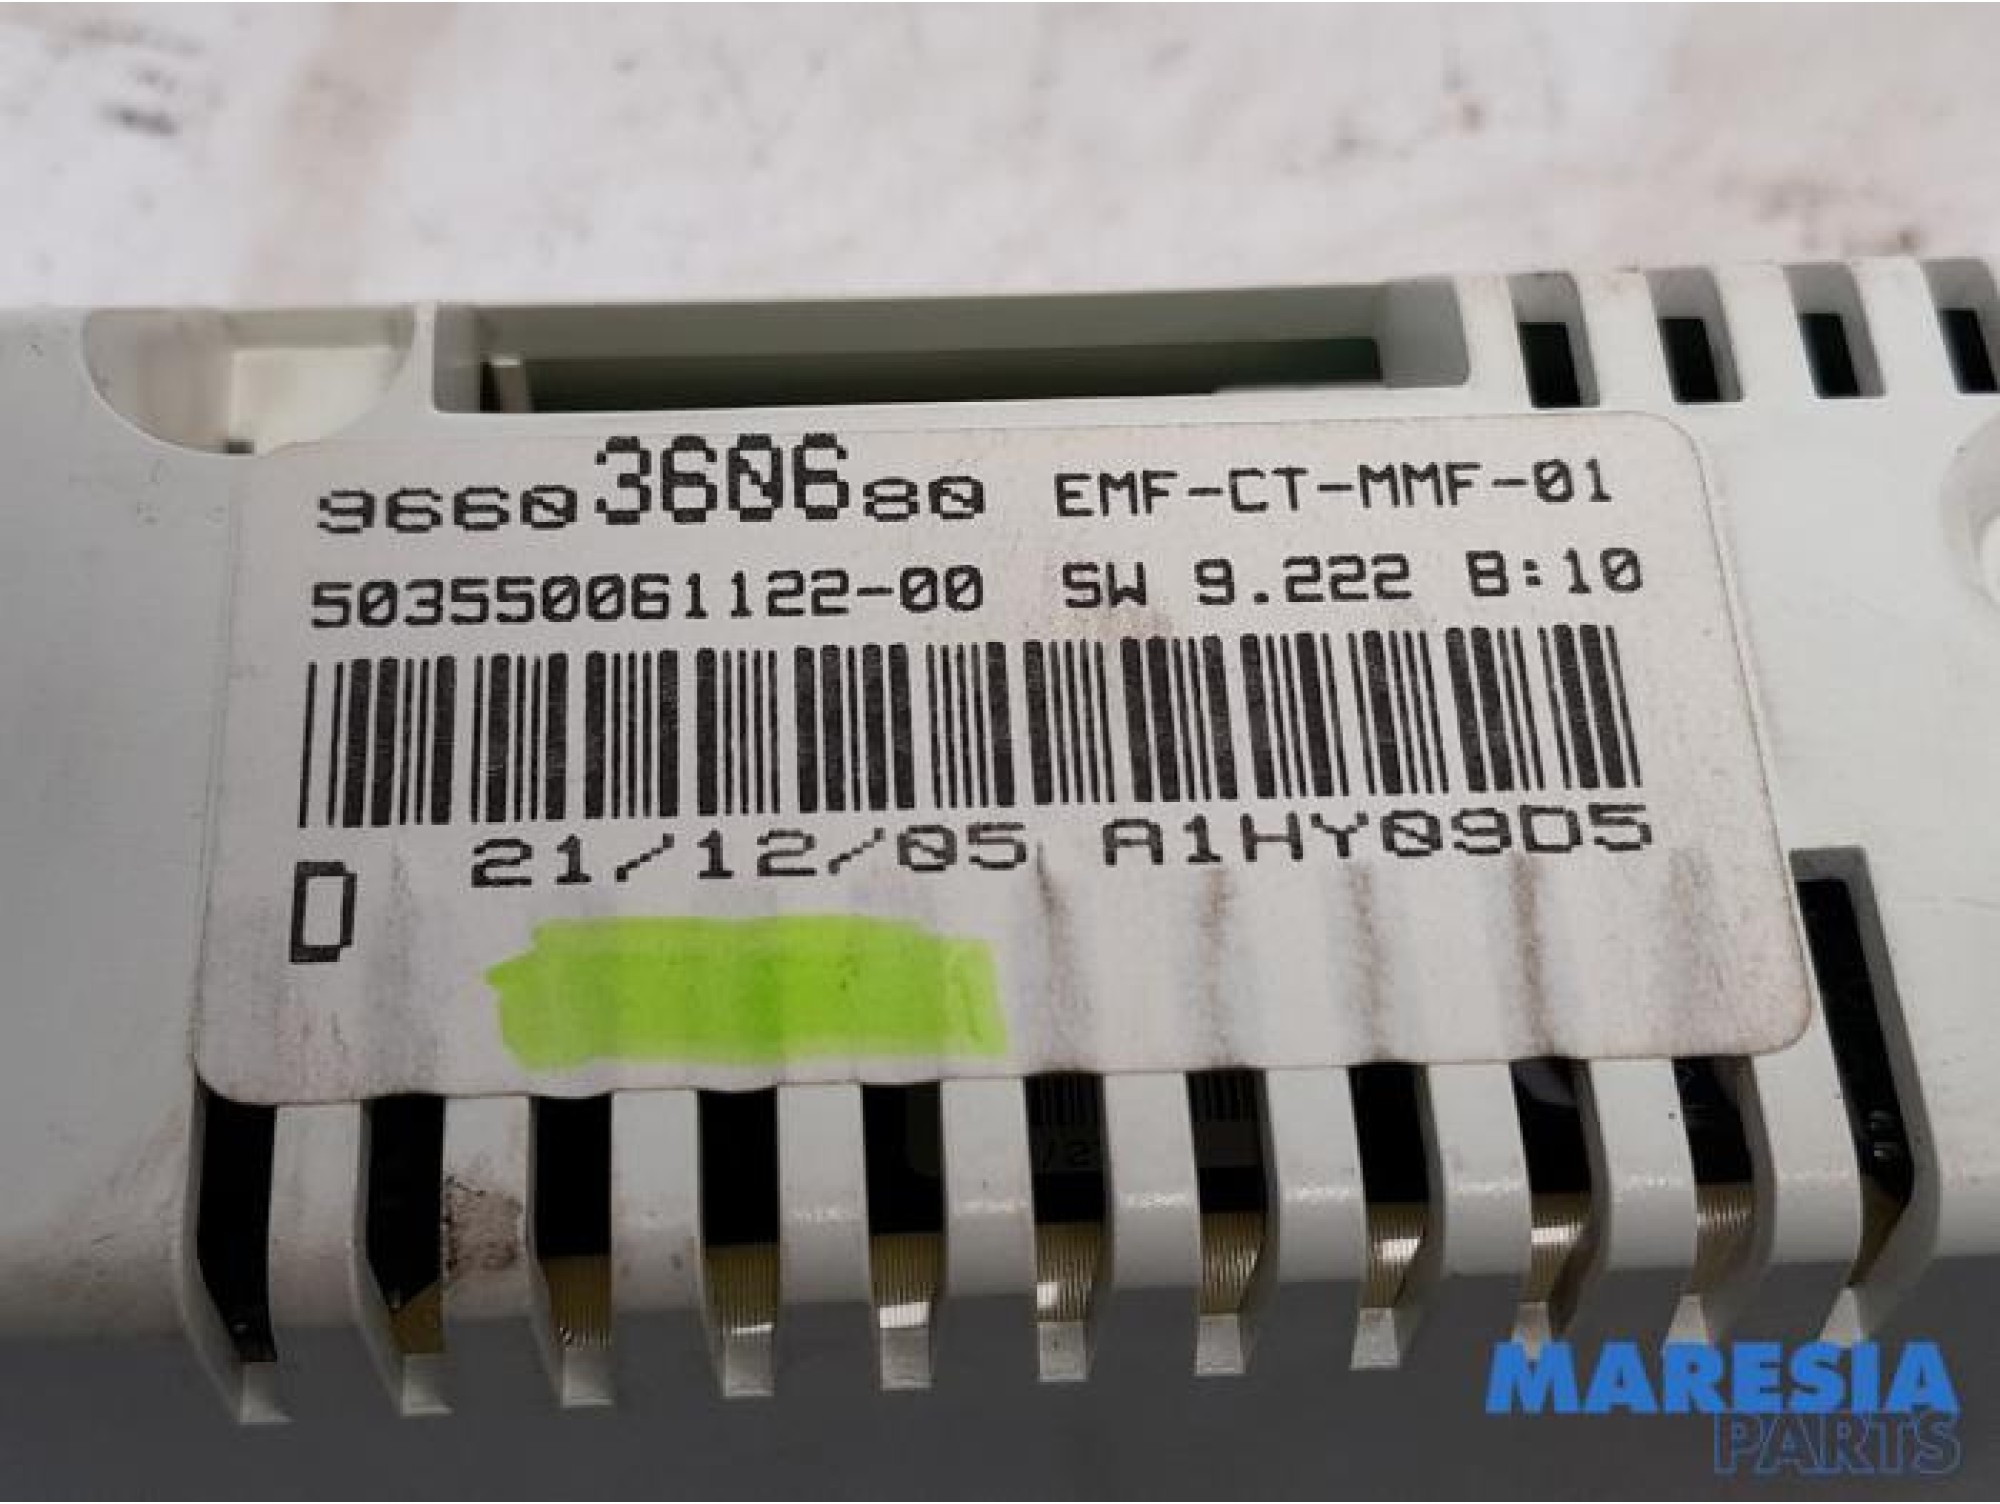 9660360680 EMF-CT-MMF-01
503550061122-00 SW 9.222 B:10
21/12/05 A1HY09D5
D
MARESIA
PARTS